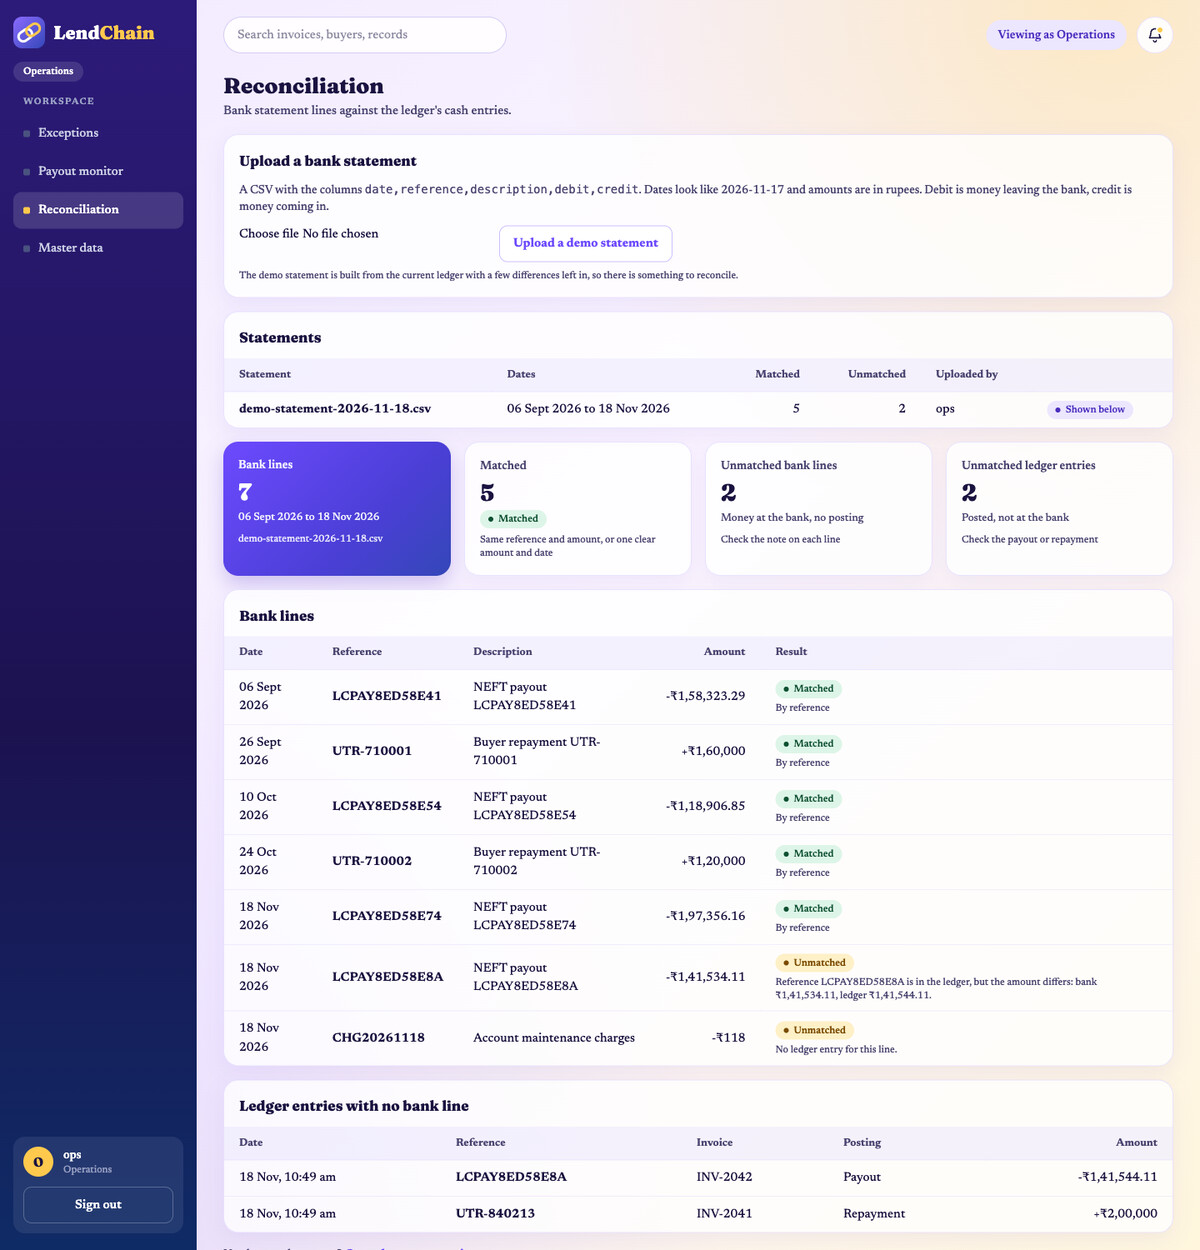 LendChain
Operations
WORKSPACE
Exceptions
Payout monitor
Reconciliation
Master data
ops
Operations
Sign out
Search invoices, buyers, records
Viewing as Operations
Reconciliation
Bank statement lines against the ledger's cash entries.
Upload a bank statement
A CSV with the columns date,reference,description,debit,credit. Dates look like 2026-11-17 and amounts are in rupees. Debit is money leaving the bank, credit is
money coming in.
Choose file No file chosen
Upload a demo statement
The demo statement is built from the current ledger with a few differences left in, so there is something to reconcile.
Statements
Statement Dates Matched Unmatched Uploaded by
demo-statement-2026-11-18.csv 06 Sept 2026 to 18 Nov 2026 5 2 ops Shown below
Bank lines
7
06 Sept 2026 to 18 Nov 2026
demo-statement-2026-11-18.csv
Matched
5
Matched
Same reference and amount, or one clear
amount and date
Unmatched bank lines
2
Money at the bank, no posting
Check the note on each line
Unmatched ledger entries
2
Posted, not at the bank
Check the payout or repayment
Bank lines
Date Reference Description Amount Result
06 Sept
2026
LCPAY8ED58E41
NEFT payout
LCPAY8ED58E41
-₹1,58,323.29
Matched
By reference
26 Sept
2026
UTR-710001
Buyer repayment UTR-
710001
+₹1,60,000
Matched
By reference
10 Oct
2026
LCPAY8ED58E54
NEFT payout
LCPAY8ED58E54
-₹1,18,906.85
Matched
By reference
24 Oct
2026
UTR-710002
Buyer repayment UTR-
710002
+₹1,20,000
Matched
By reference
18 Nov
2026
LCPAY8ED58E74
NEFT payout
LCPAY8ED58E74
-₹1,97,356.16
Matched
By reference
18 Nov
2026
LCPAY8ED58E8A
NEFT payout
LCPAY8ED58E8A
-₹1,41,534.11
Unmatched
Reference LCPAY8ED58E8A is in the ledger, but the amount differs: bank
₹1,41,534.11, ledger ₹1,41,544.11.
18 Nov
2026
CHG20261118
Account maintenance charges
-₹118
Unmatched
No ledger entry for this line.
Ledger entries with no bank line
Date Reference Invoice Posting Amount
18 Nov, 10:49 am LCPAY8ED58E8A INV-2042 Payout -₹1,41,544.11
18 Nov, 10:49 am UTR-840213 INV-2041 Repayment +₹2,00,000